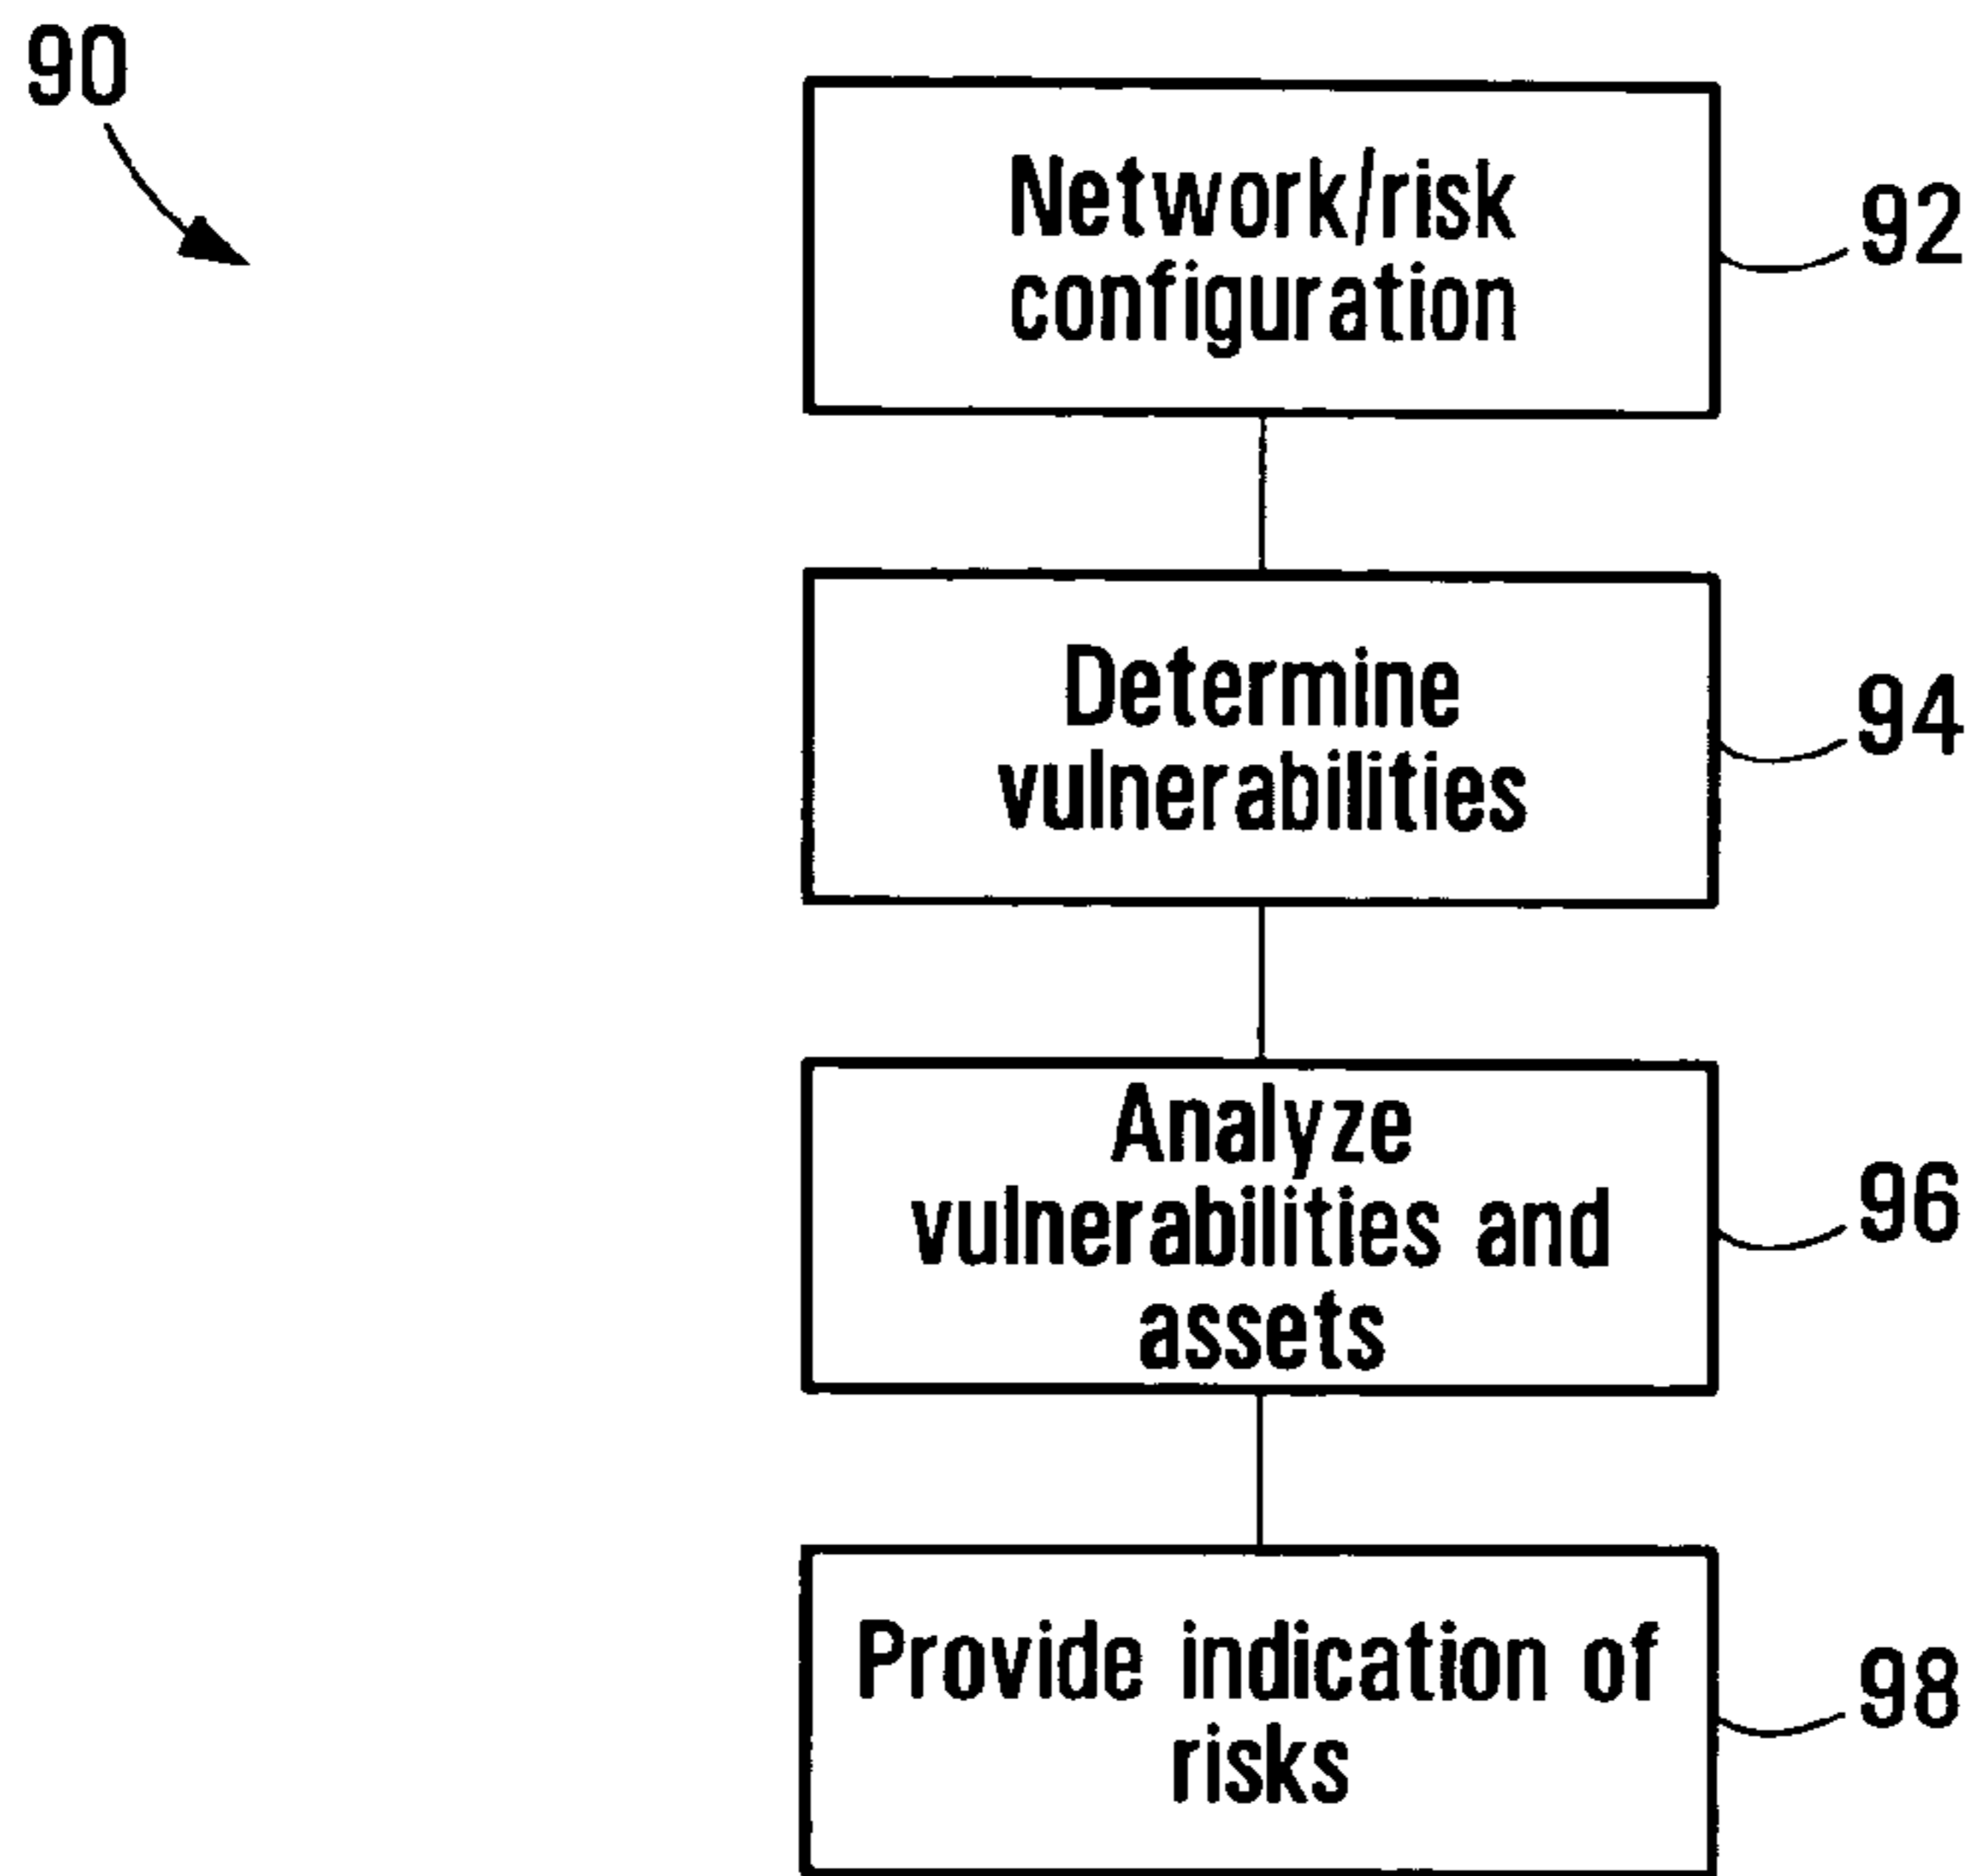 90
Network/risk
configuration
92
Determine
vulnerabilities
94
Analyze
vulnerabilities and
assets
96
Provide indication of
risks
98